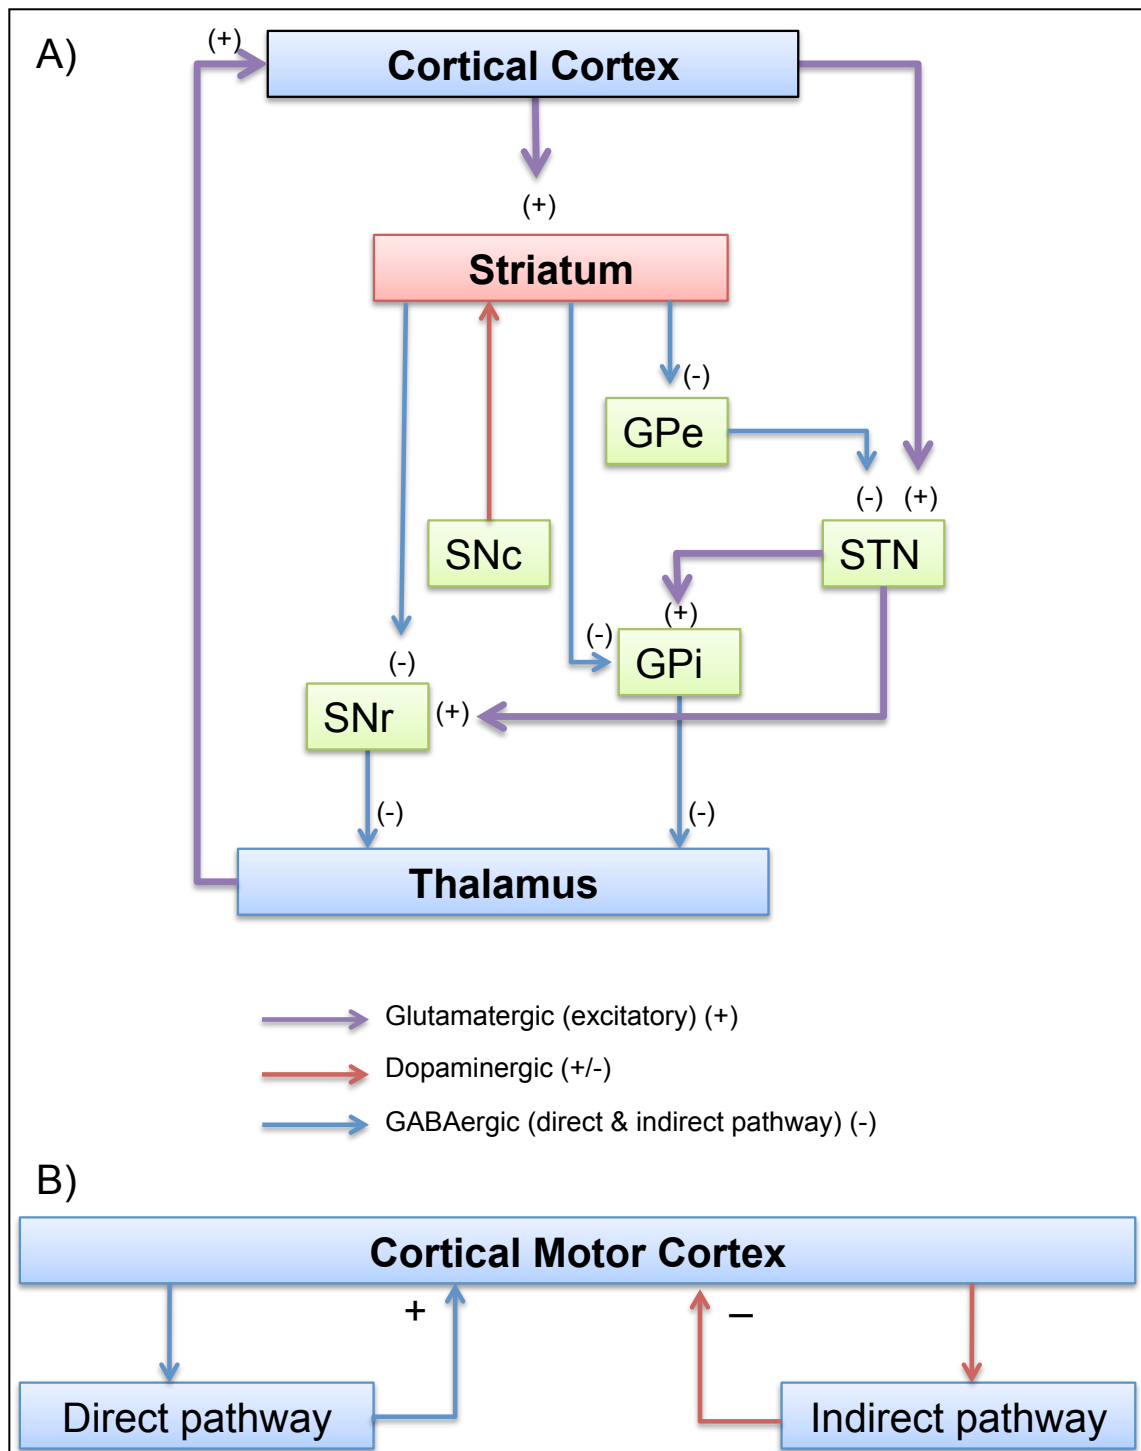 A)
(+)
Cortical Cortex
(+)
Striatum
(-)
GPe
(-) (+)
SNc
STN
(+)
(-)
GPi
(-)
SNr
(+)
(-)
(-)
Thalamus
Glutamatergic (excitatory) (+)
Dopaminergic (+/-)
GABAergic (direct & indirect pathway) (-)
B)
Cortical Motor Cortex
+
–
Direct pathway
Indirect pathway